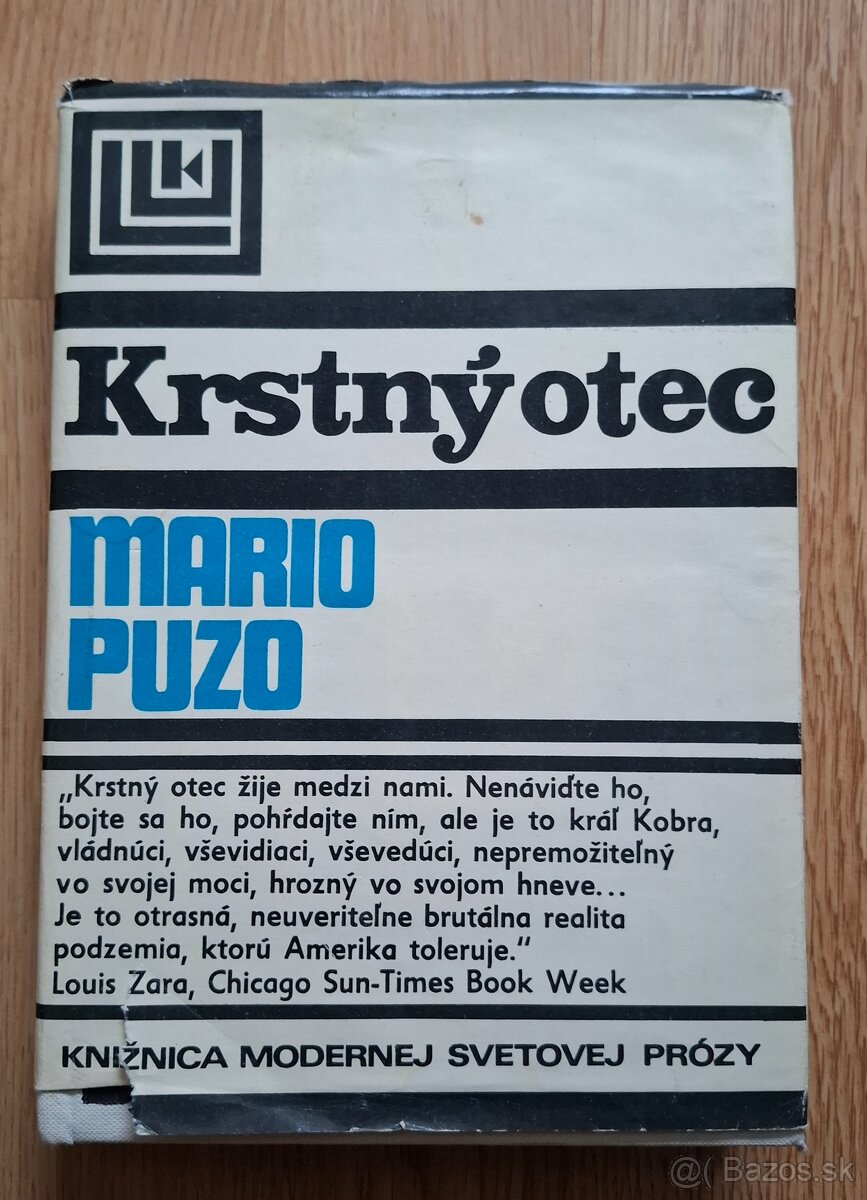 Krstný otec
MARIO
PUZO
„Krstný otec žije medzi nami. Nenáviďte ho,
bojte sa ho, pohŕdajte ním, ale je to kráľ Kobra,
vládnúci, vševidiaci, vševedúci, nepremožiteľný
vo svojej moci, hrozný vo svojom hneve...
Je to otrasná, neuveriteľne brutálna realita
podzemia, ktorú Amerika toleruje.“
Louis Zara, Chicago Sun-Times Book Week
KNIŽNICA MODERNEJ SVETOVEJ PRÓZY
@( Bazos.sk